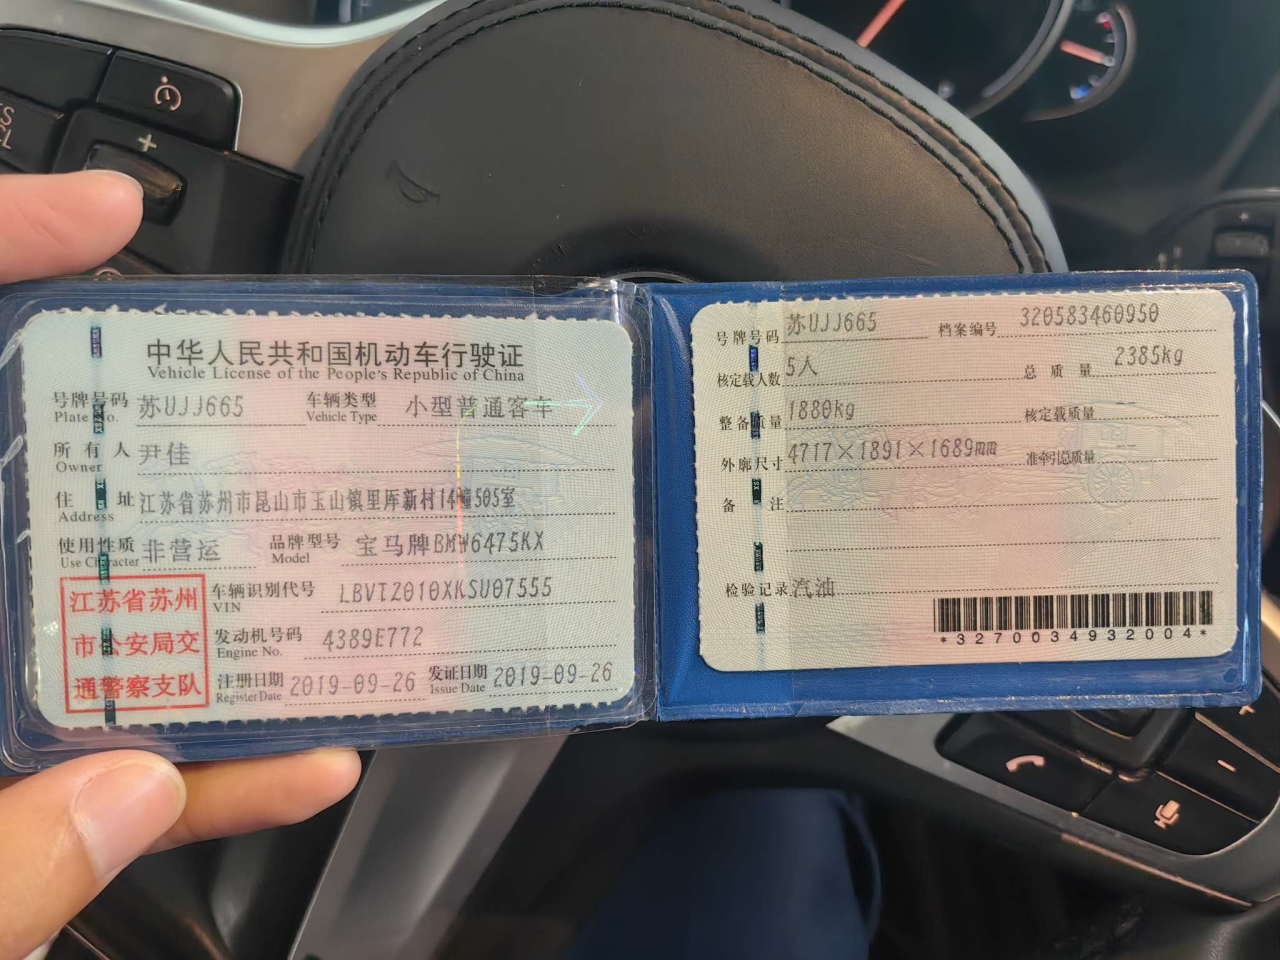 中华人民共和国机动车行驶证
Vehicle License of the People's Republic of China
号牌号码 苏UJJ665 车辆类型 小型普通客车
Plate No. Vehicle Type
所有人 尹佳
Owner
住址 江苏省苏州市昆山市玉山镇里厍新村14幢505室
Address
使用性质 非营运 品牌型号 宝马牌BMW6475KX
Use Character Model
车辆识别代号 LBVTZ010XKSU07555
VIN
发动机号码 4389E772
Engine No.
注册日期 2019-09-26 发证日期 2019-09-26
Register Date Issue Date
江苏省苏州
市公安局交
通警察支队
号牌号码 苏UJJ665 档案编号 320583460950
核定载人数 5人 总质量 2385kg
整备质量 1880kg 核定载质量 --
外廓尺寸 4717×1891×1689mm 准牵引总质量 --
备注
检验记录 汽油
*3270034932004*